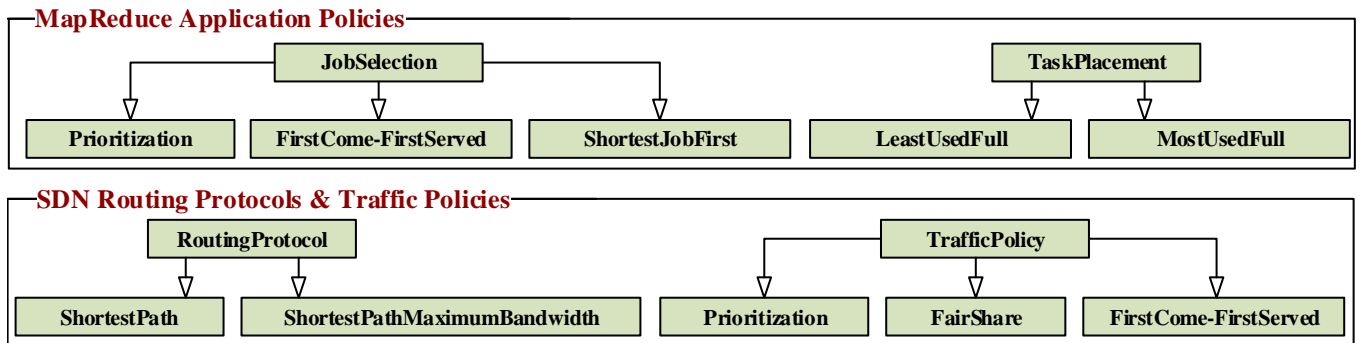 MapReduce Application Policies
JobSelection
TaskPlacement
Prioritization
FirstCome-FirstServed
ShortestJobFirst
LeastUsedFull
MostUsedFull
SDN Routing Protocols & Traffic Policies
RoutingProtocol
TrafficPolicy
ShortestPath
ShortestPathMaximumBandwidth
Prioritization
FairShare
FirstCome-FirstServed